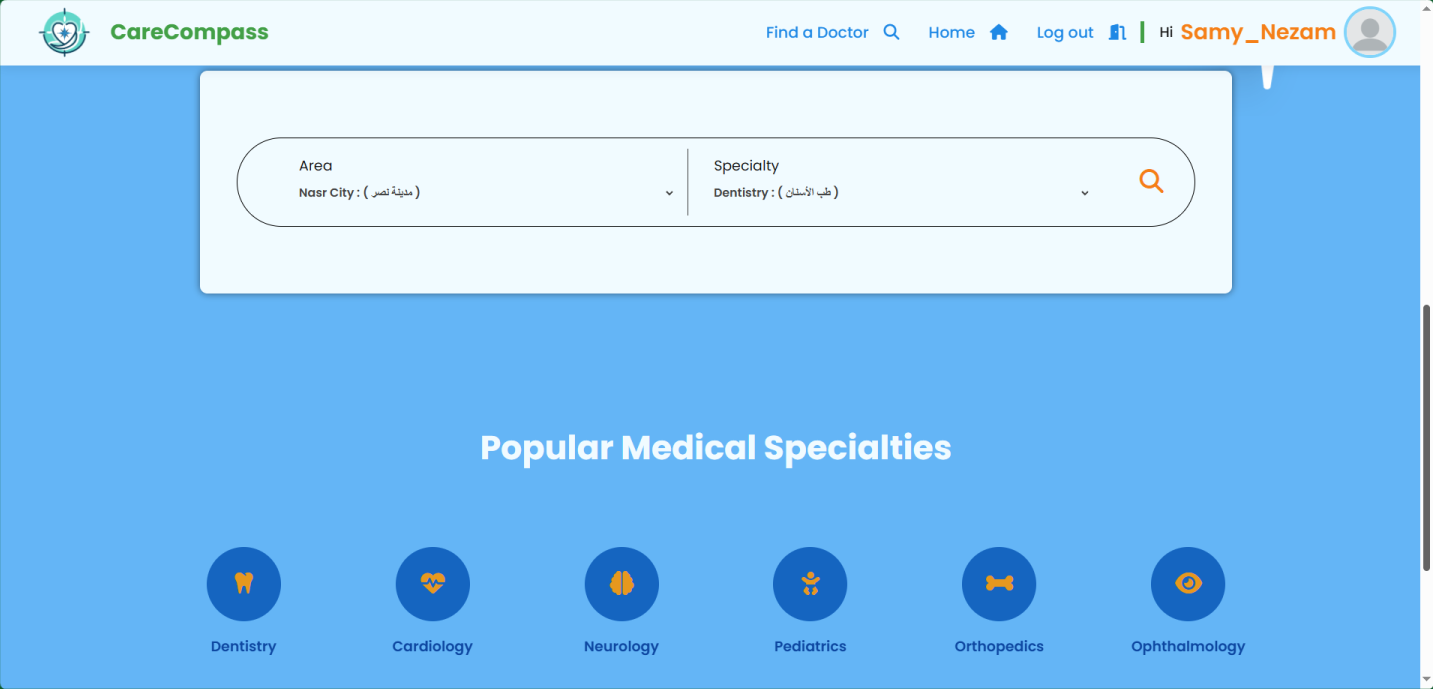 CareCompass
Find a Doctor Home Log out Hi Samy_Nezam
Area
Nasr City : ( مدينة نصر )
Specialty
Dentistry : ( طب الأسنان )
Popular Medical Specialties
Dentistry Cardiology Neurology Pediatrics Orthopedics Ophthalmology